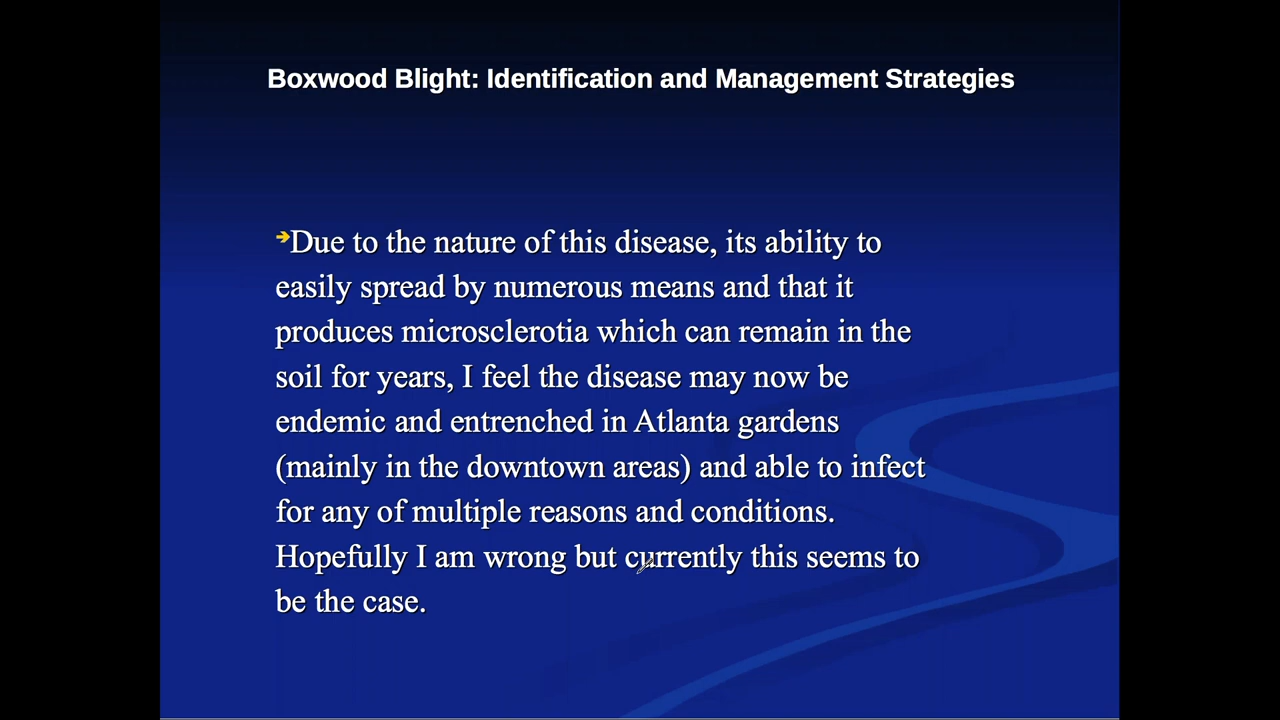 Boxwood Blight: Identification and Management Strategies
➔Due to the nature of this disease, its ability to
easily spread by numerous means and that it
produces microsclerotia which can remain in the
soil for years, I feel the disease may now be
endemic and entrenched in Atlanta gardens
(mainly in the downtown areas) and able to infect
for any of multiple reasons and conditions.
Hopefully I am wrong but currently this seems to
be the case.